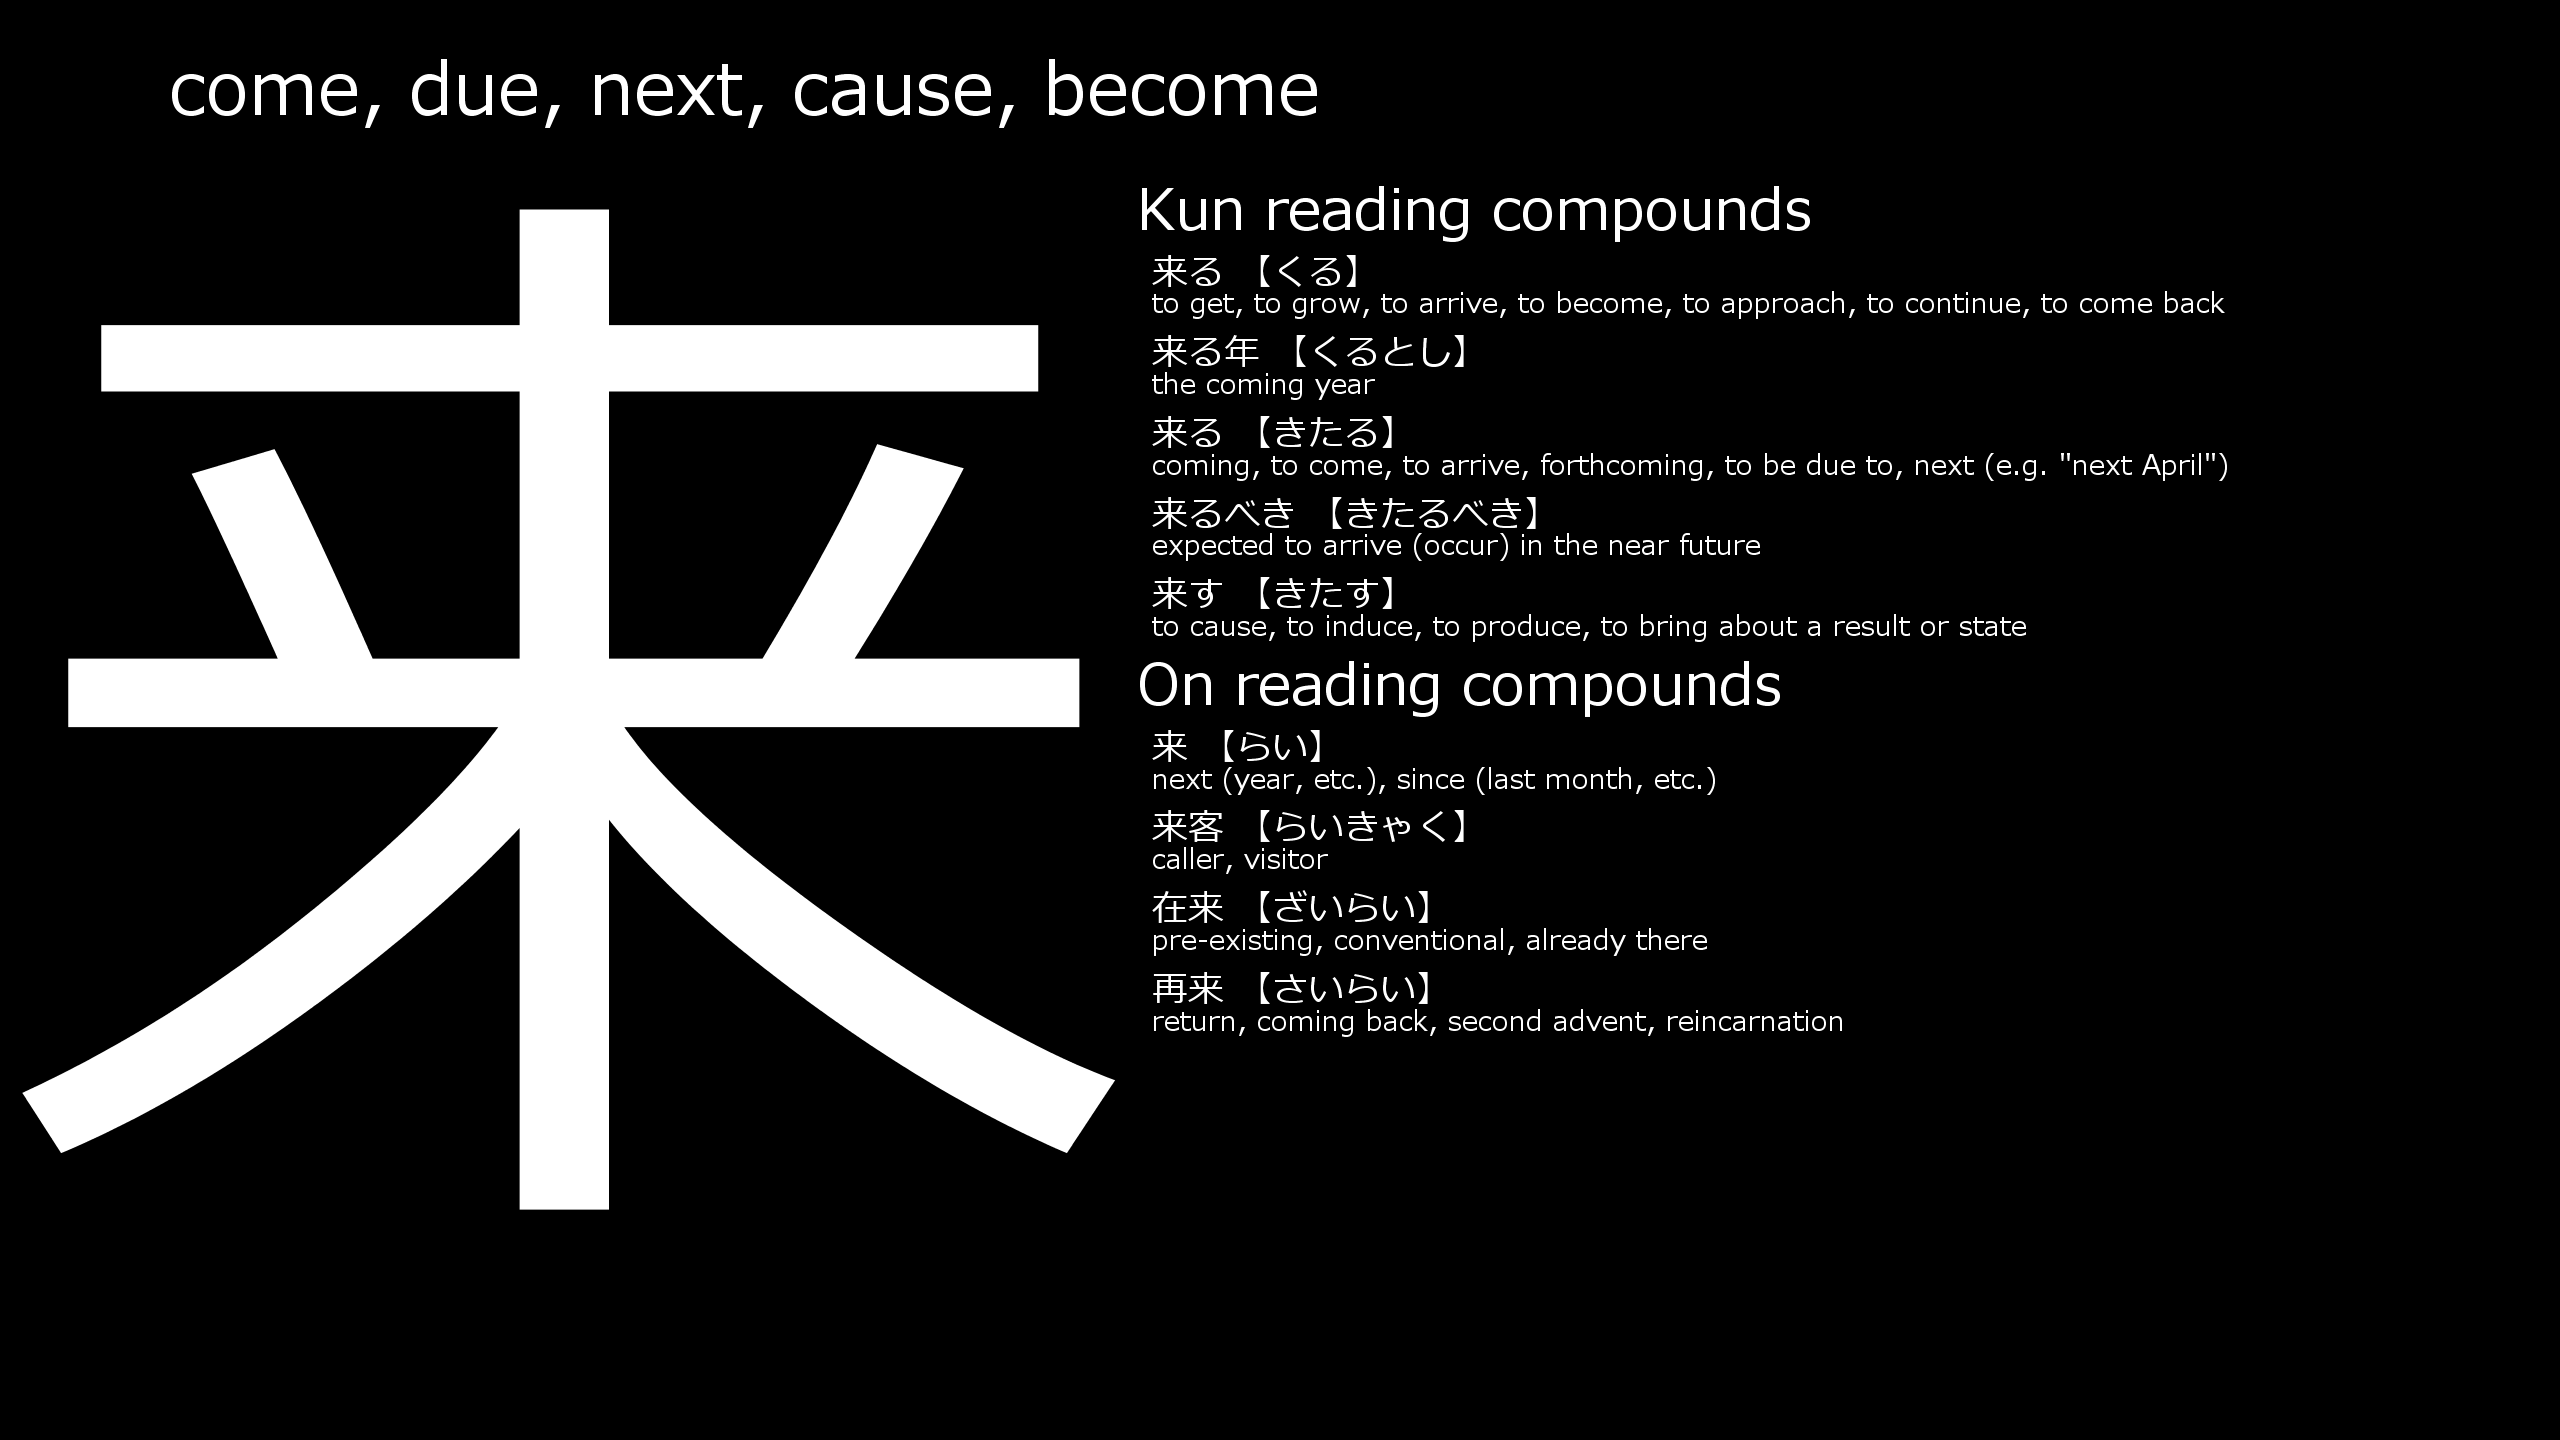 come, due, next, cause, become
来
Kun reading compounds
来る 【くる】
to get, to grow, to arrive, to become, to approach, to continue, to come back
来る年 【くるとし】
the coming year
来る 【きたる】
coming, to come, to arrive, forthcoming, to be due to, next (e.g. "next April")
来るべき 【きたるべき】
expected to arrive (occur) in the near future
来す 【きたす】
to cause, to induce, to produce, to bring about a result or state
On reading compounds
来 【らい】
next (year, etc.), since (last month, etc.)
来客 【らいきゃく】
caller, visitor
在来 【ざいらい】
pre-existing, conventional, already there
再来 【さいらい】
return, coming back, second advent, reincarnation